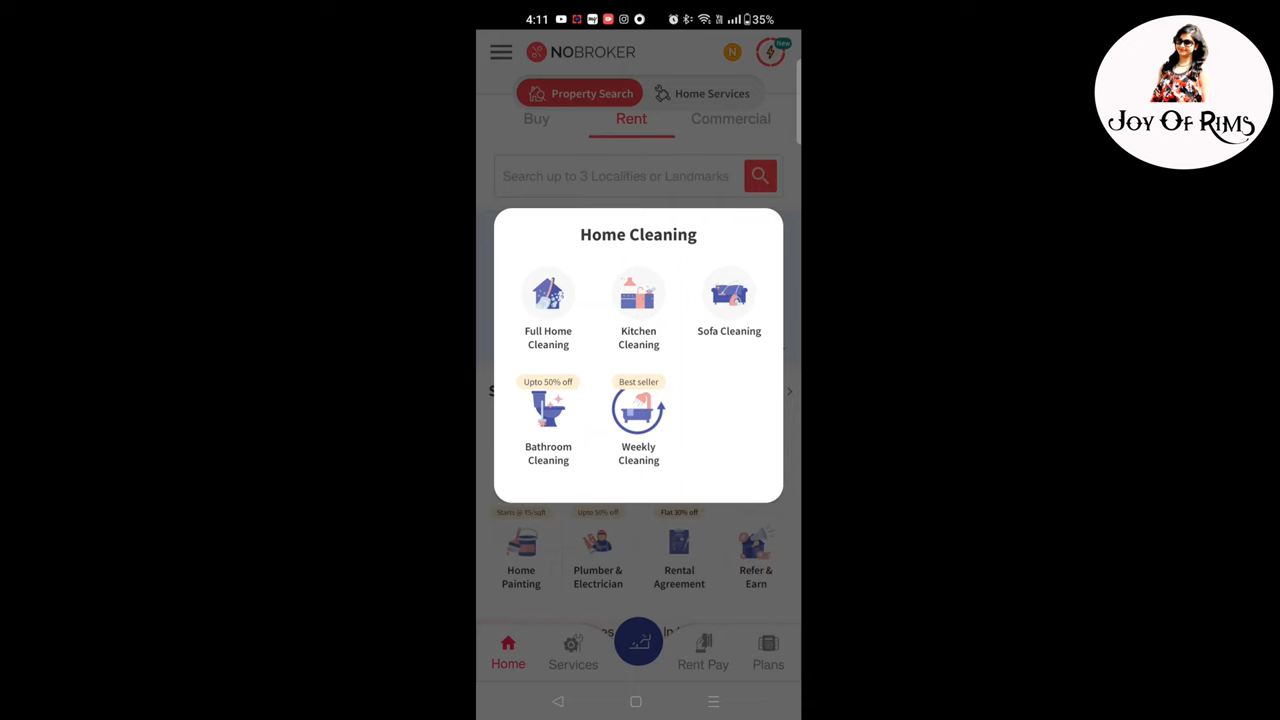 4:11
35%
NOBROKER
N
New
Property Search
Home Services
Buy
Rent
Commercial
Search up to 3 Localities or Landmarks
Home Cleaning
Full Home
Cleaning
Kitchen
Cleaning
Sofa Cleaning
Upto 50% off
Bathroom
Cleaning
Best seller
Weekly
Cleaning
Starts @ ₹5/sqft
Upto 50% off
Flat 30% off
Home
Painting
Plumber &
Electrician
Rental
Agreement
Refer &
Earn
Home
Services
Rent Pay
Plans
Joy Of Rims